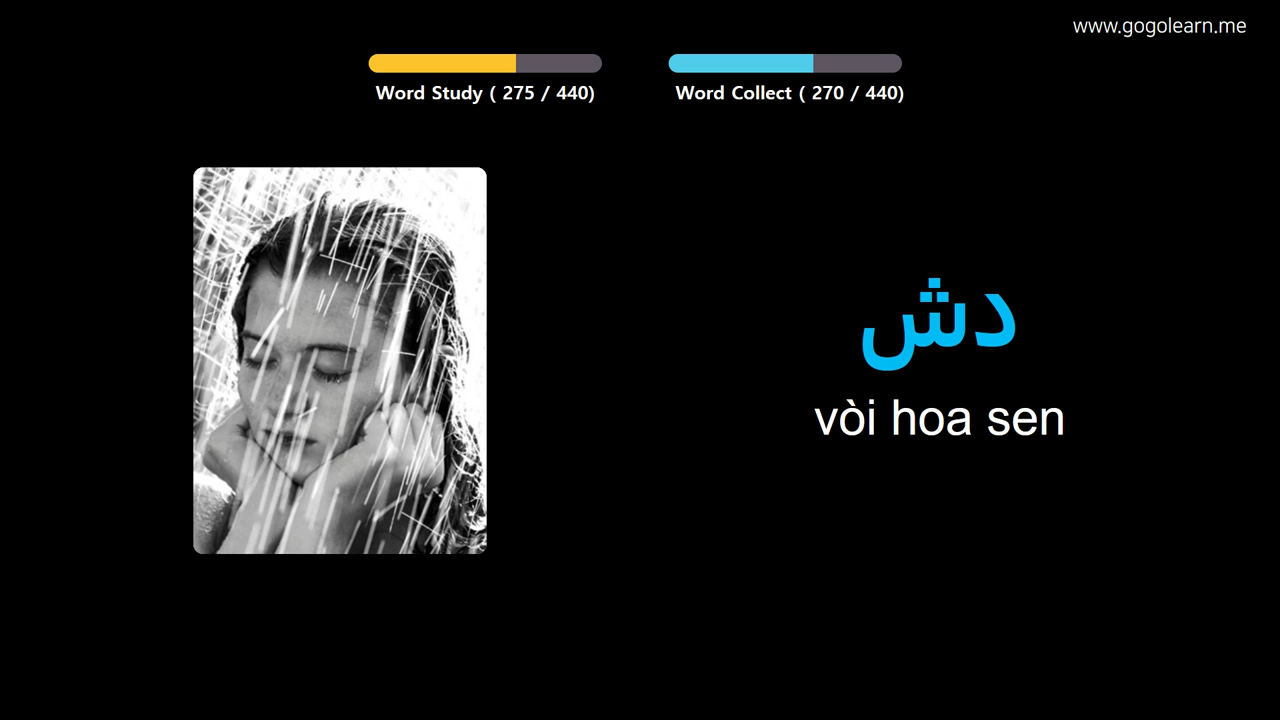 www.gogolearn.me
Word Study ( 275 / 440)
Word Collect ( 270 / 440)
دش
vòi hoa sen